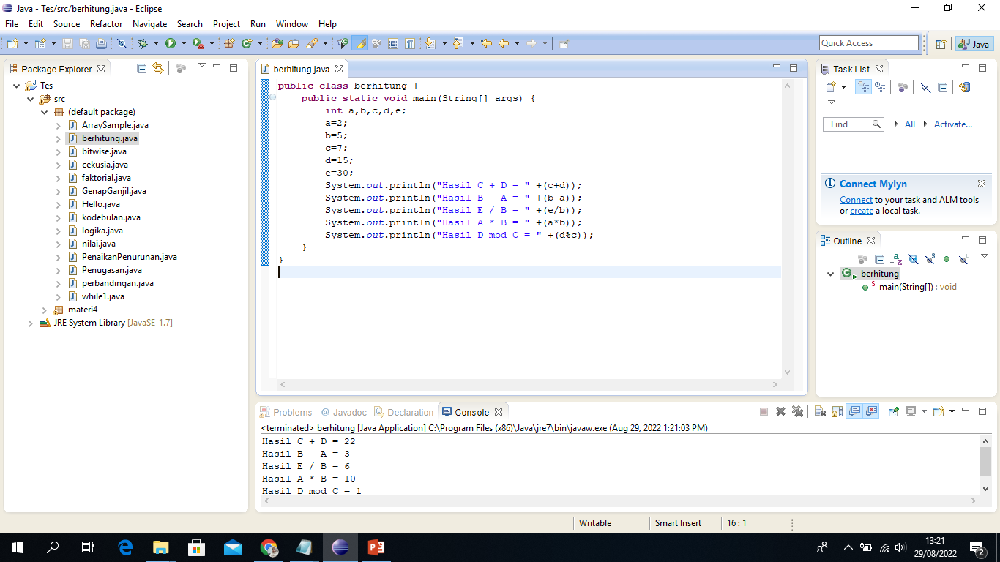 Java - Tes/src/berhitung.java - Eclipse
File Edit Source Refactor Navigate Search Project Run Window Help
Quick Access
Java
Package Explorer
Tes
src
(default package)
ArraySample.java
berhitung.java
bitwise.java
cekusia.java
faktorial.java
GenapGanjil.java
Hello.java
kodebulan.java
logika.java
nilai.java
PenaikanPenurunan.java
Penugasan.java
perbandingan.java
while1.java
materi4
JRE System Library [JavaSE-1.7]
berhitung.java
public class berhitung {
public static void main(String[] args) {
int a,b,c,d,e;
a=2;
b=5;
c=7;
d=15;
e=30;
System.out.println("Hasil C + D = " +(c+d));
System.out.println("Hasil B - A = " +(b-a));
System.out.println("Hasil E / B = " +(e/b));
System.out.println("Hasil A * B = " +(a*b));
System.out.println("Hasil D mod C = " +(d%c));
}
}
Task List
Find All Activate...
Connect Mylyn
Connect to your task and ALM tools
or create a local task.
Outline
berhitung
main(String[]) : void
Problems @ Javadoc Declaration Console
<terminated> berhitung [Java Application] C:\Program Files (x86)\Java\jre7\bin\javaw.exe (Aug 29, 2022 1:21:03 PM)
Hasil C + D = 22
Hasil B - A = 3
Hasil E / B = 6
Hasil A * B = 10
Hasil D mod C = 1
Writable Smart Insert 16 : 1
13:21
29/08/2022
2